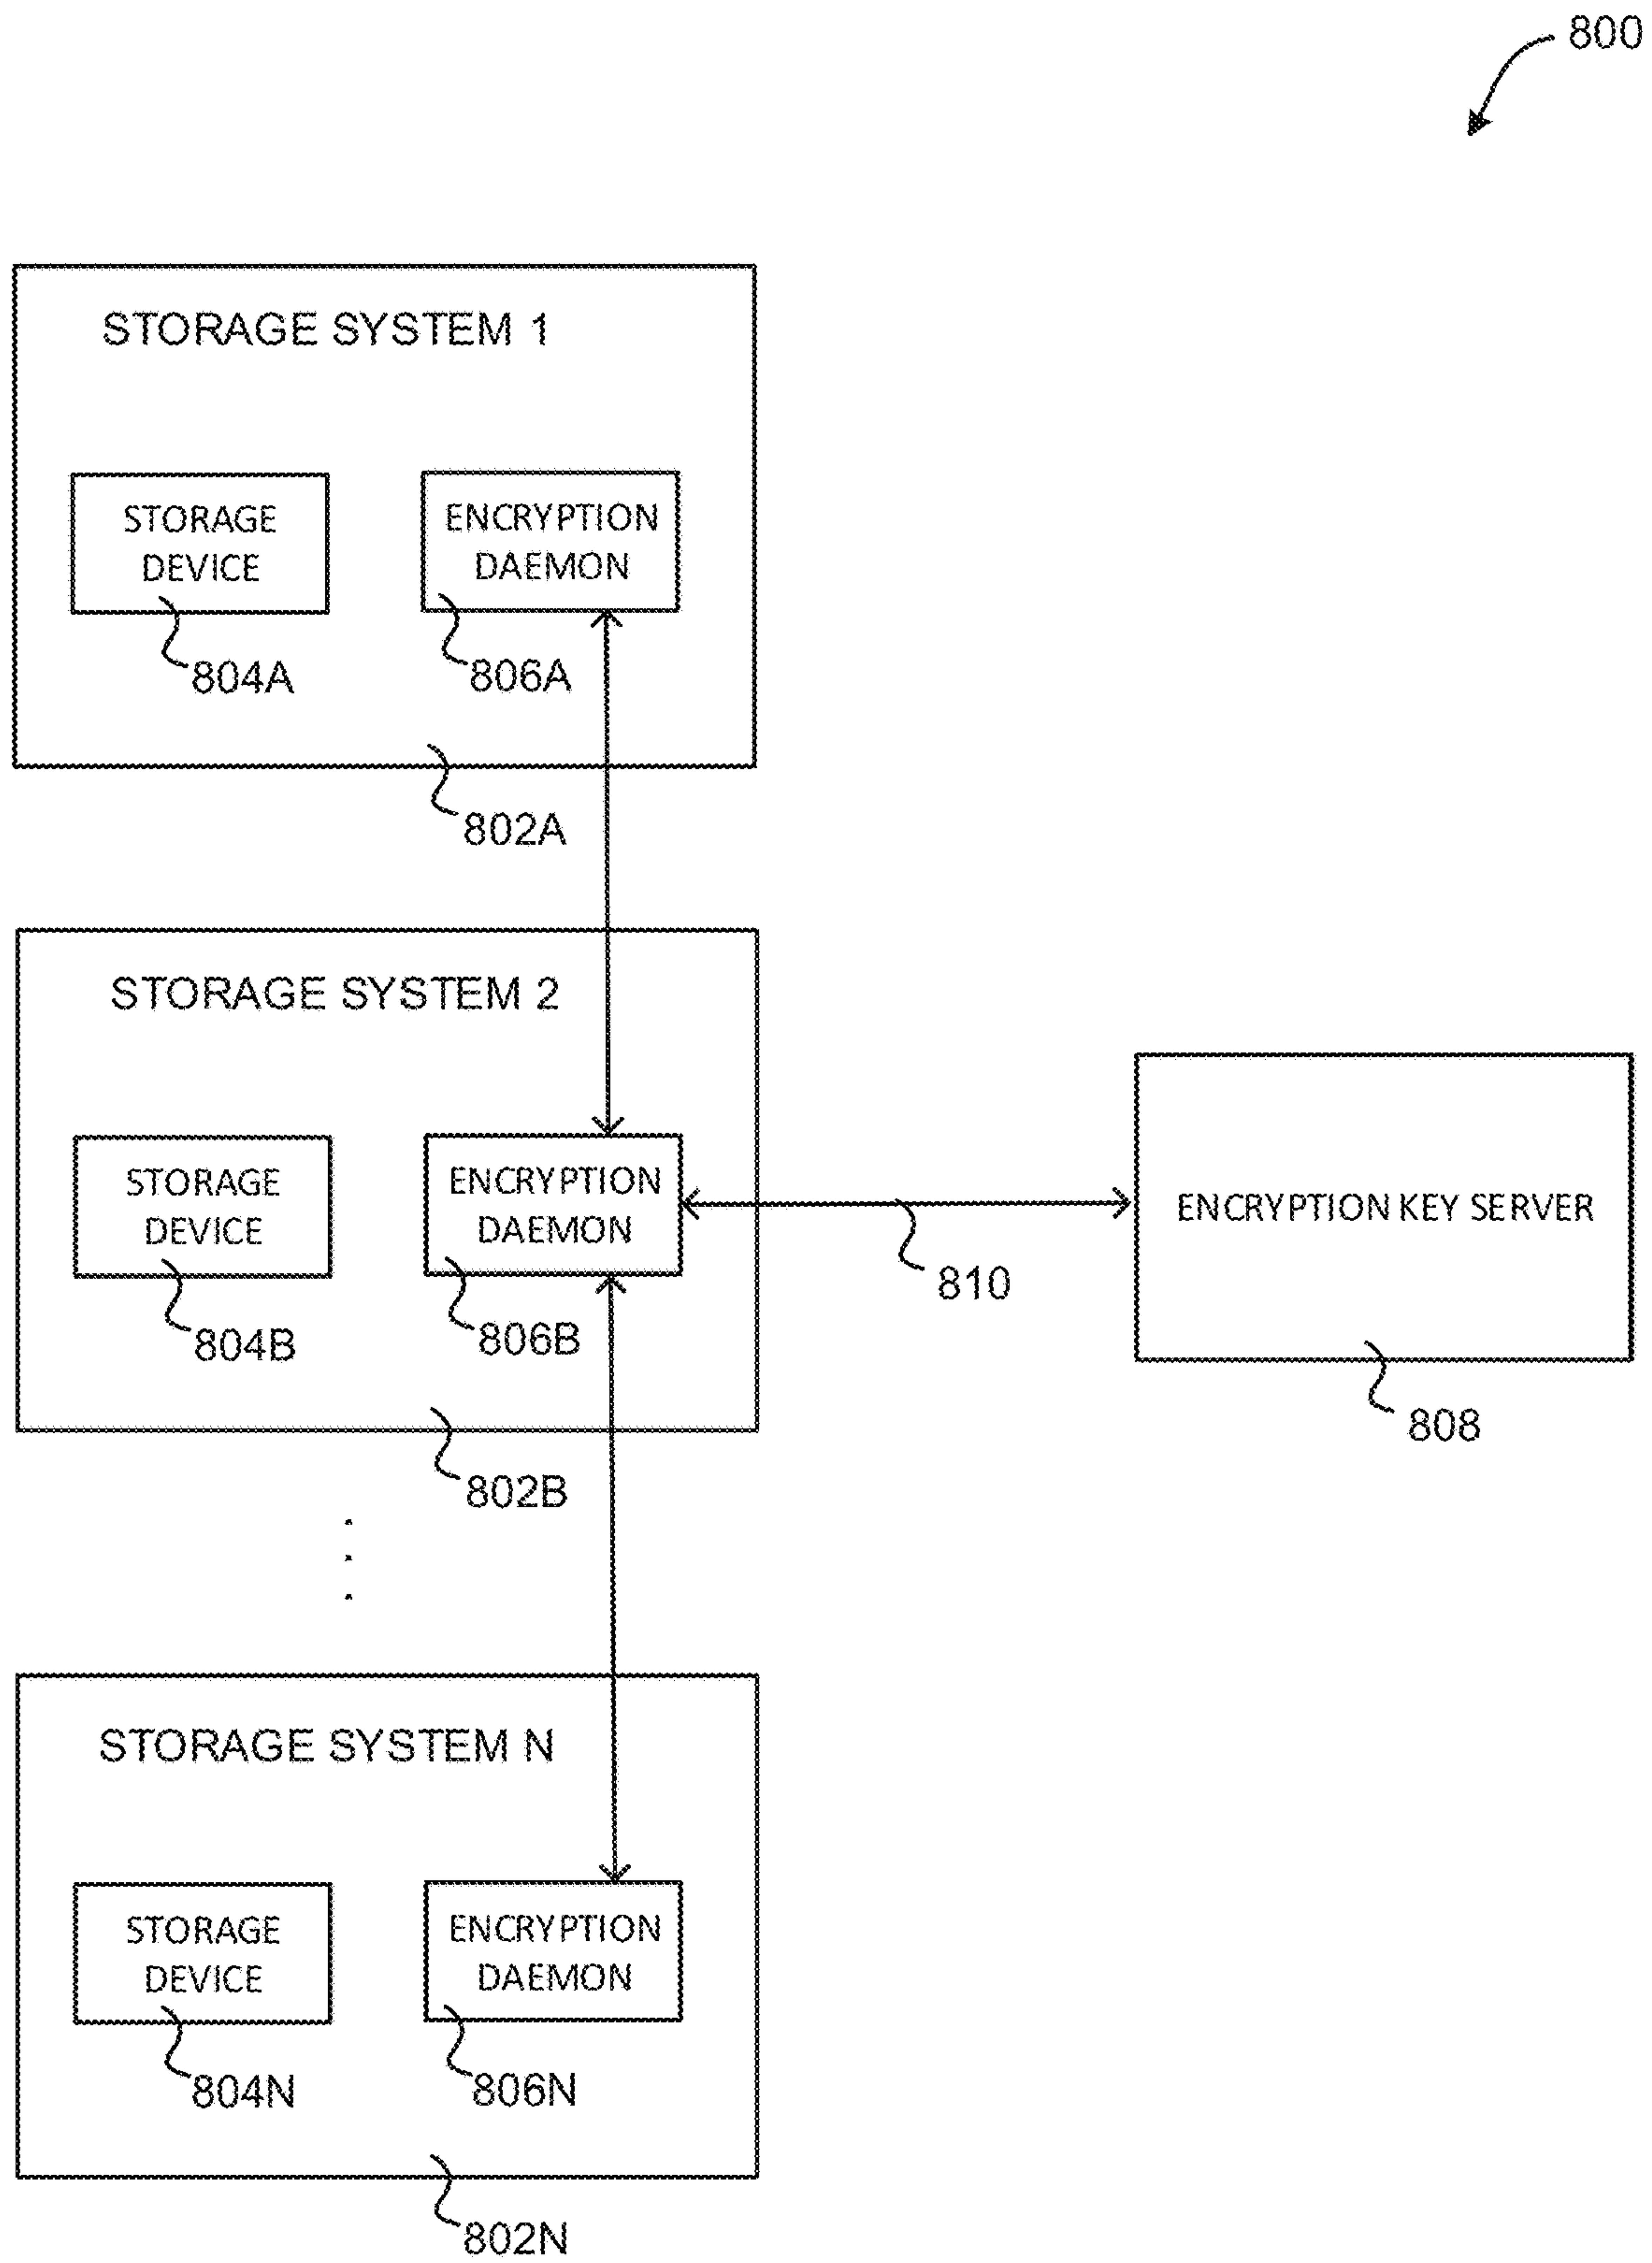 800
STORAGE SYSTEM 1
STORAGE
DEVICE
ENCRYPTION
DAEMON
804A
806A
802A
STORAGE SYSTEM 2
STORAGE
DEVICE
ENCRYPTION
DAEMON
804B
806B
802B
810
ENCRYPTION KEY SERVER
808
STORAGE SYSTEM N
STORAGE
DEVICE
ENCRYPTION
DAEMON
804N
806N
802N